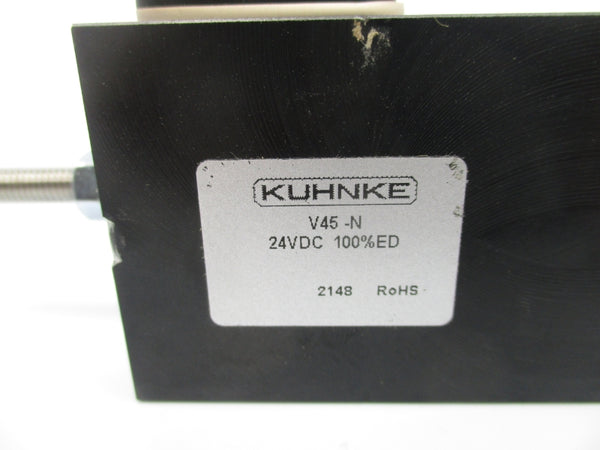 KUHNKE
V45 -N
24VDC 100%ED
2148 RoHS